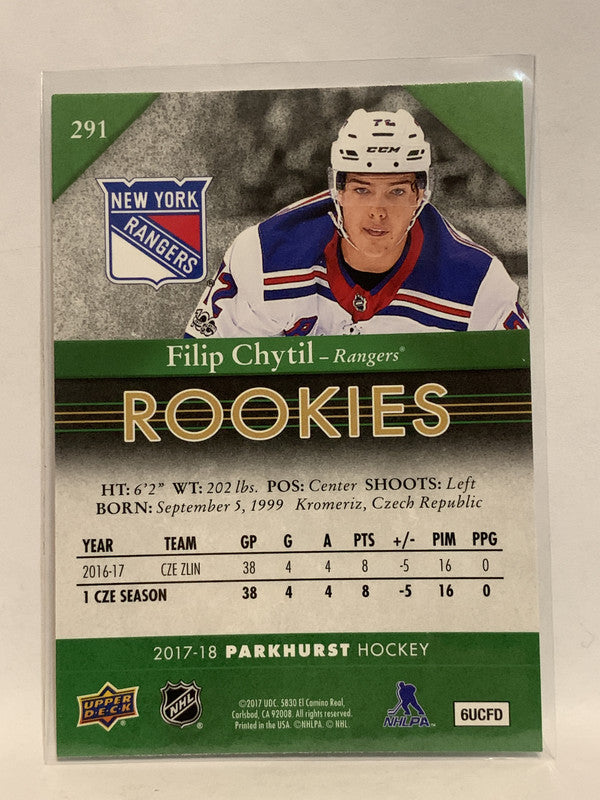 291
72
CCM
NEW YORK
RANGERS
72
72
Filip Chytil – Rangers®
ROOKIES
HT: 6'2" WT: 202 lbs. POS: Center SHOOTS: Left
BORN: September 5, 1999 Kromeriz, Czech Republic
YEAR TEAM GP G A PTS +/- PIM PPG
2016-17 CZE ZLIN 38 4 4 8 -5 16 0
1 CZE SEASON 38 4 4 8 -5 16 0
2017-18 PARKHURST HOCKEY
UPPER DECK
NHL
©2017 UDC. 5830 El Camino Real,
Carlsbad, CA 92008. All rights reserved.
Printed in the USA. ©NHLPA. © NHL.
NHLPA
6UCFD